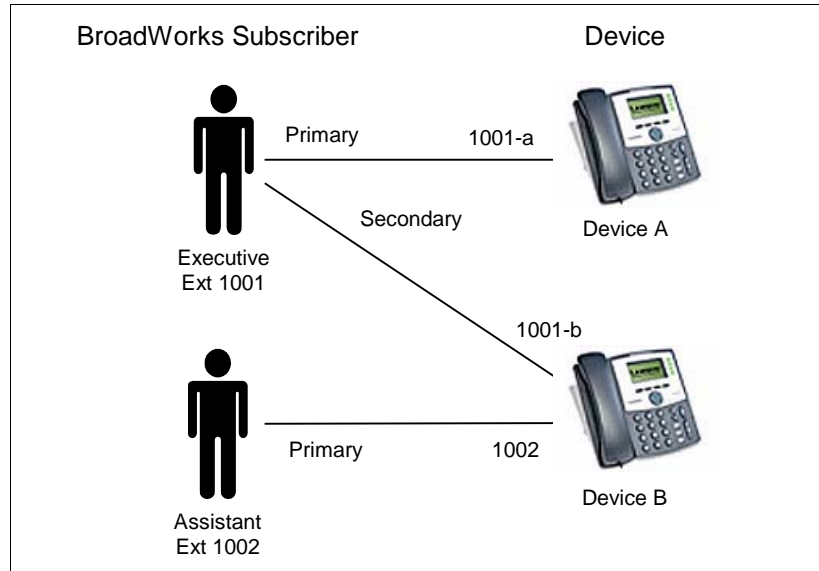 BroadWorks Subscriber
Device
Primary
1001-a
Device A
Secondary
Executive
Ext 1001
1001-b
Primary
1002
Device B
Assistant
Ext 1002